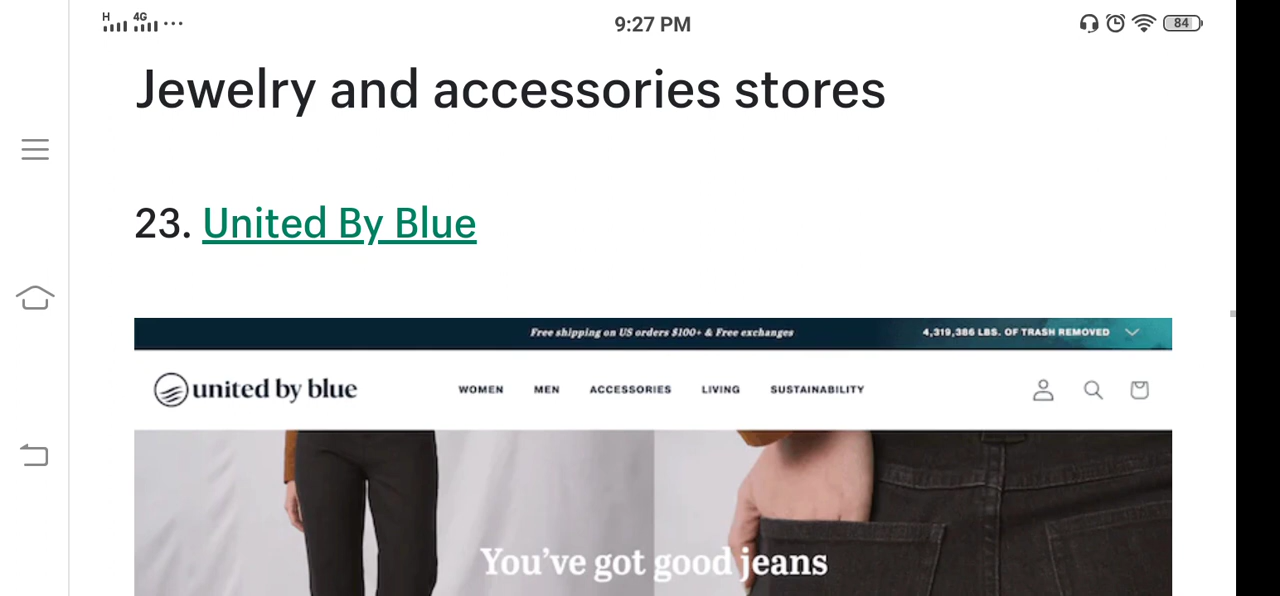 H 4G 9:27 PM 84
Jewelry and accessories stores
23. United By Blue
Free shipping on US orders $100+ & Free exchanges 4,319,386 LBS. OF TRASH REMOVED
united by blue WOMEN MEN ACCESSORIES LIVING SUSTAINABILITY
You've got good jeans